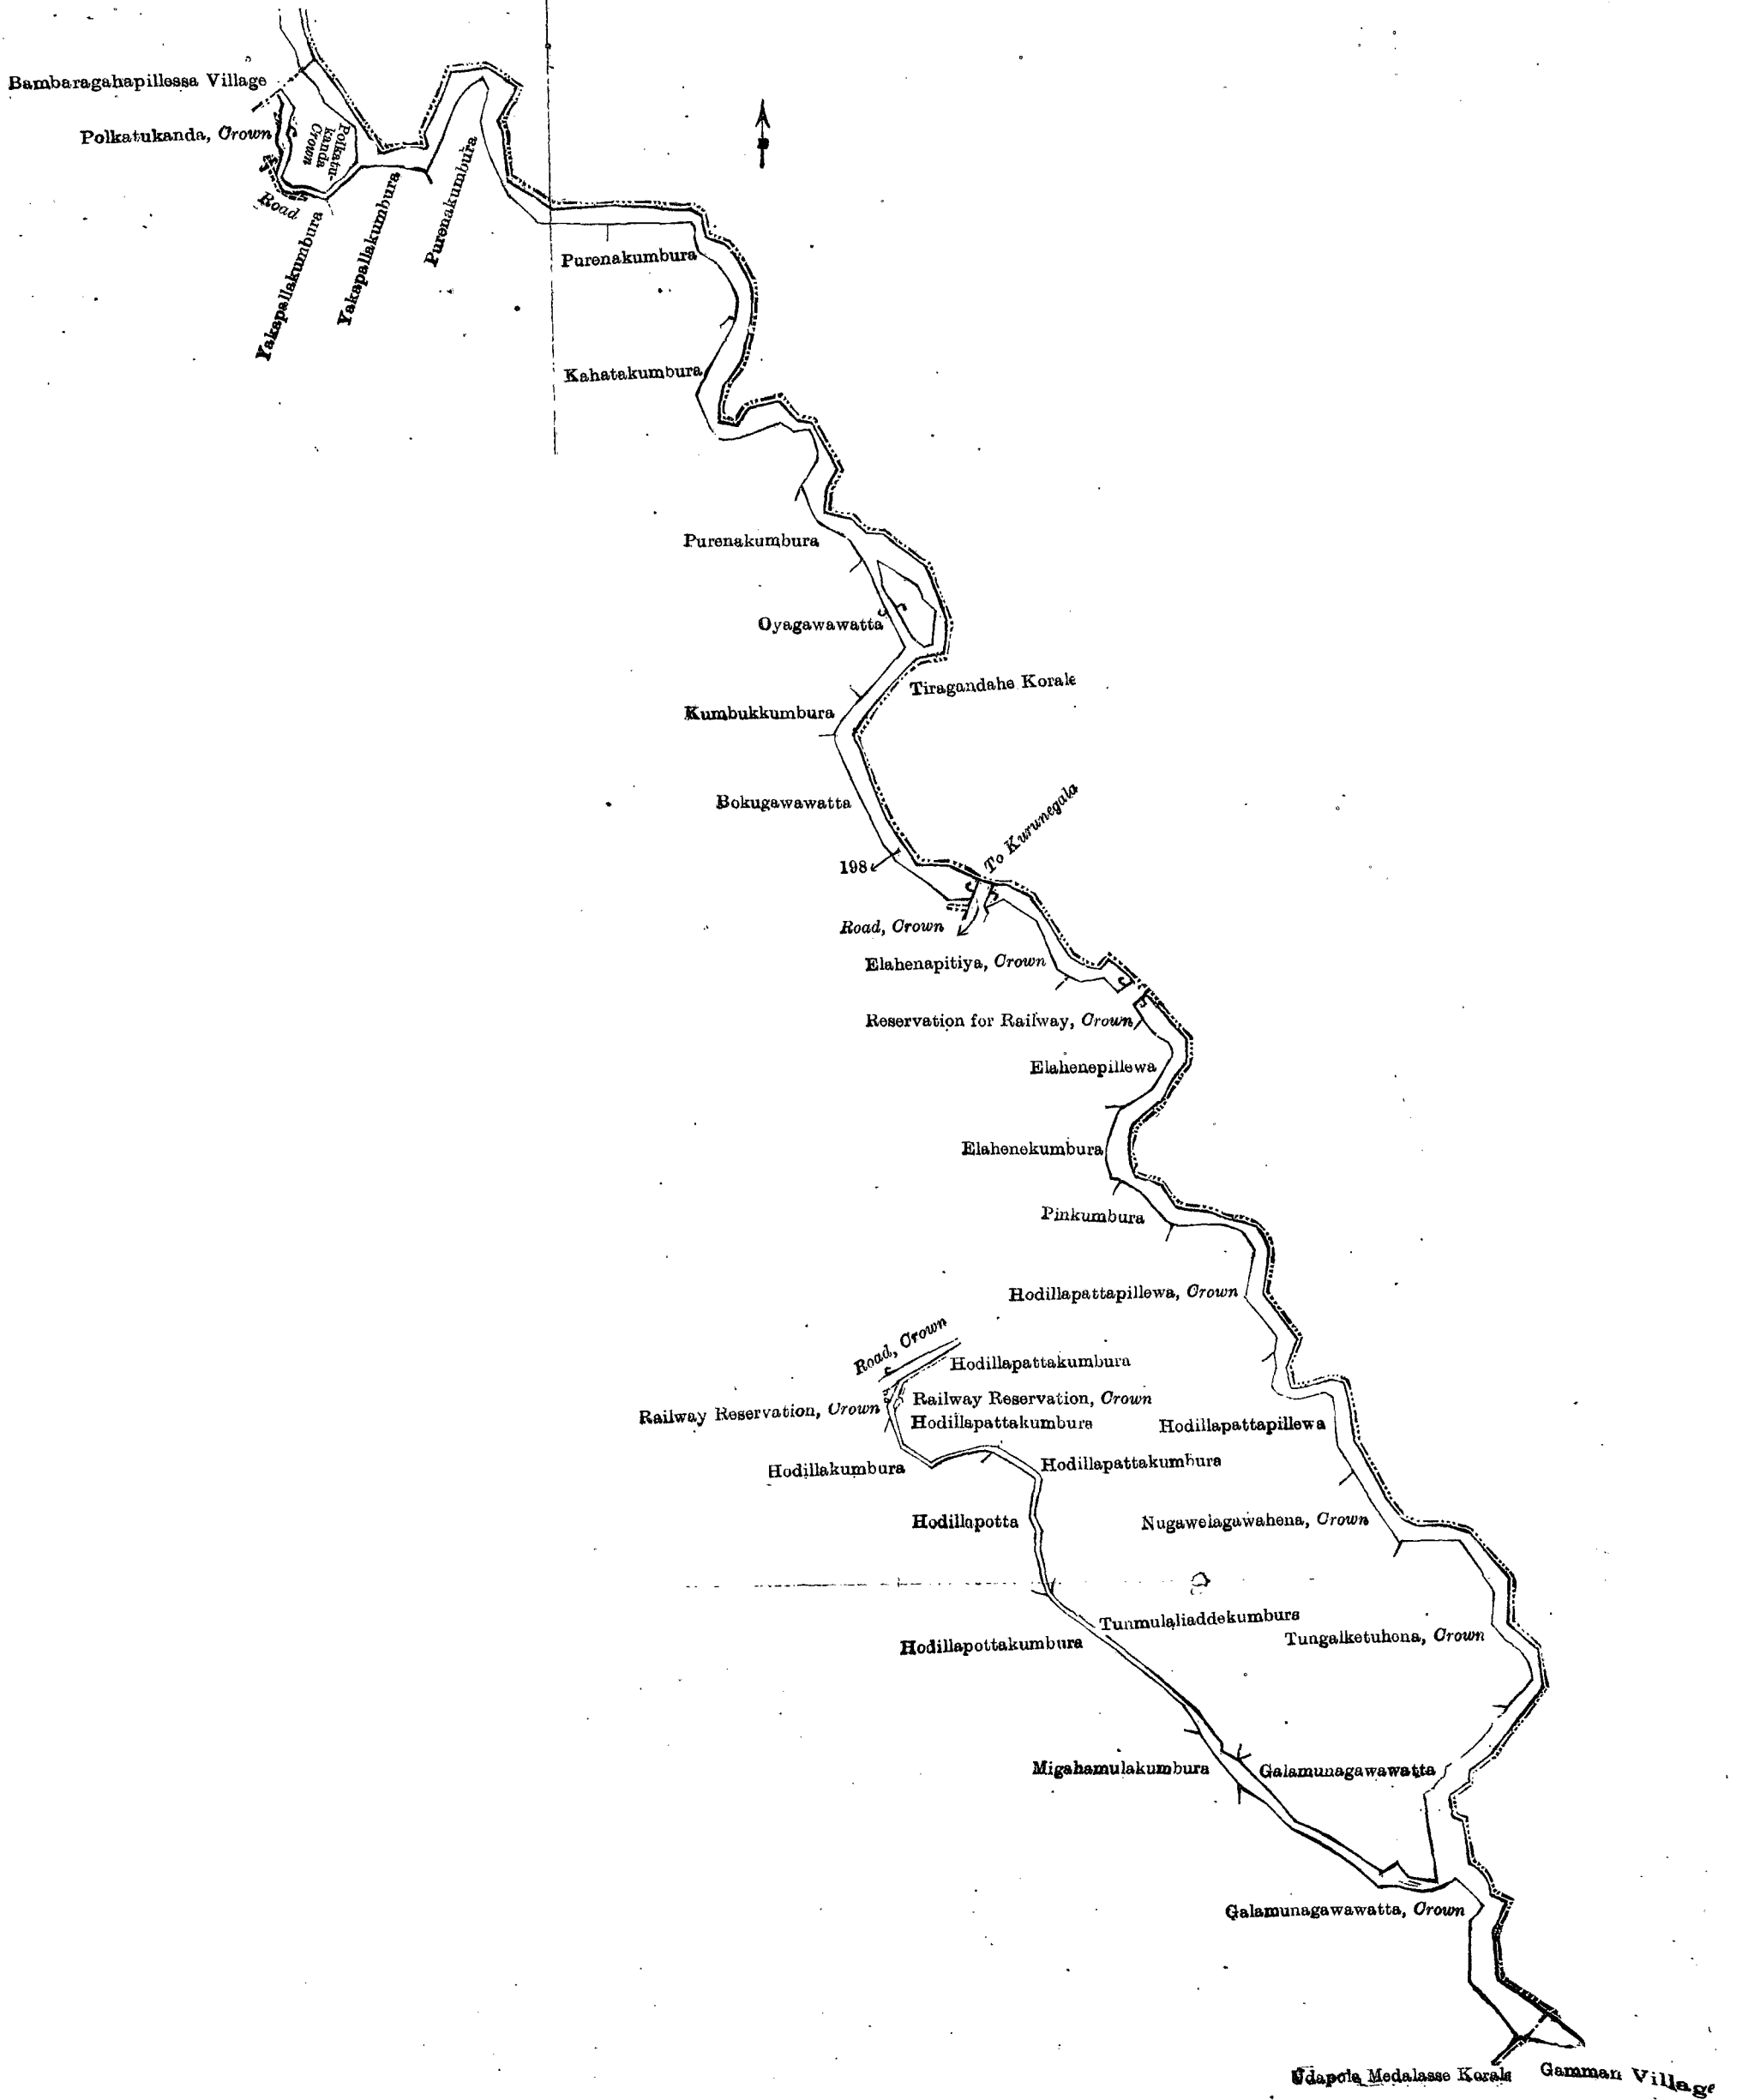 Bambaragahapillessa Village
Polkatukanda, Crown
Polkatu-
kanda
Crown
Road
Yakapallakumbura
Yakapallakumbura
Purenakumbura
Purenakumbura
Kahatakumbura
Purenakumbura
Oyagawawatta
Tiragandahe Korale
Kumbukkumbura
Bokugawawatta
To Kurunegala
198
Road, Crown
Elahenapitiya, Crown
Reservation for Railway, Crown
Elahenepillewa
Elahenekumbura
Pinkumbura
Hodillapattapillewa, Crown
Road, Crown
Hodillapattakumbura
Railway Reservation, Crown
Railway Reservation, Crown
Hodillapattakumbura
Hodillapattapillewa
Hodillakumbura
Hodillapattakumbura
Hodillapotta
Nugawelagawahena, Crown
Tunmulaliaddekumbura
Tungalketuhena, Crown
Hodillapottakumbura
Migahamulakumbura
Galamunagawawatta
Galamunagawawatta, Crown
Udapola Medalasse Korale
Gamman Village